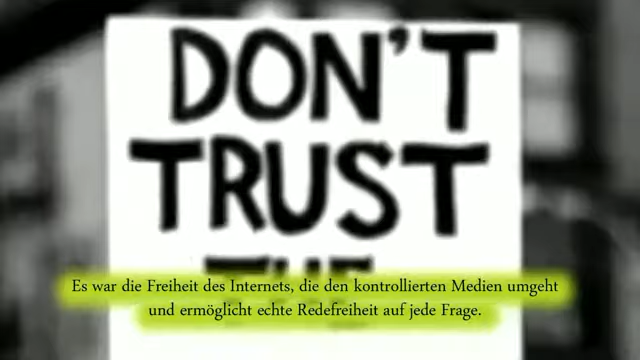 DON'T
TRUST
THE
Es war die Freiheit des Internets, die den kontrollierten Medien umgeht
und ermöglicht echte Redefreiheit auf jede Frage.